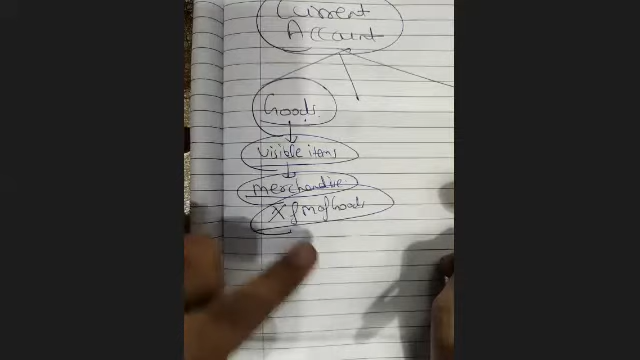 Current
Account
Goods
Visible items
Merchandise
X & M of Goods